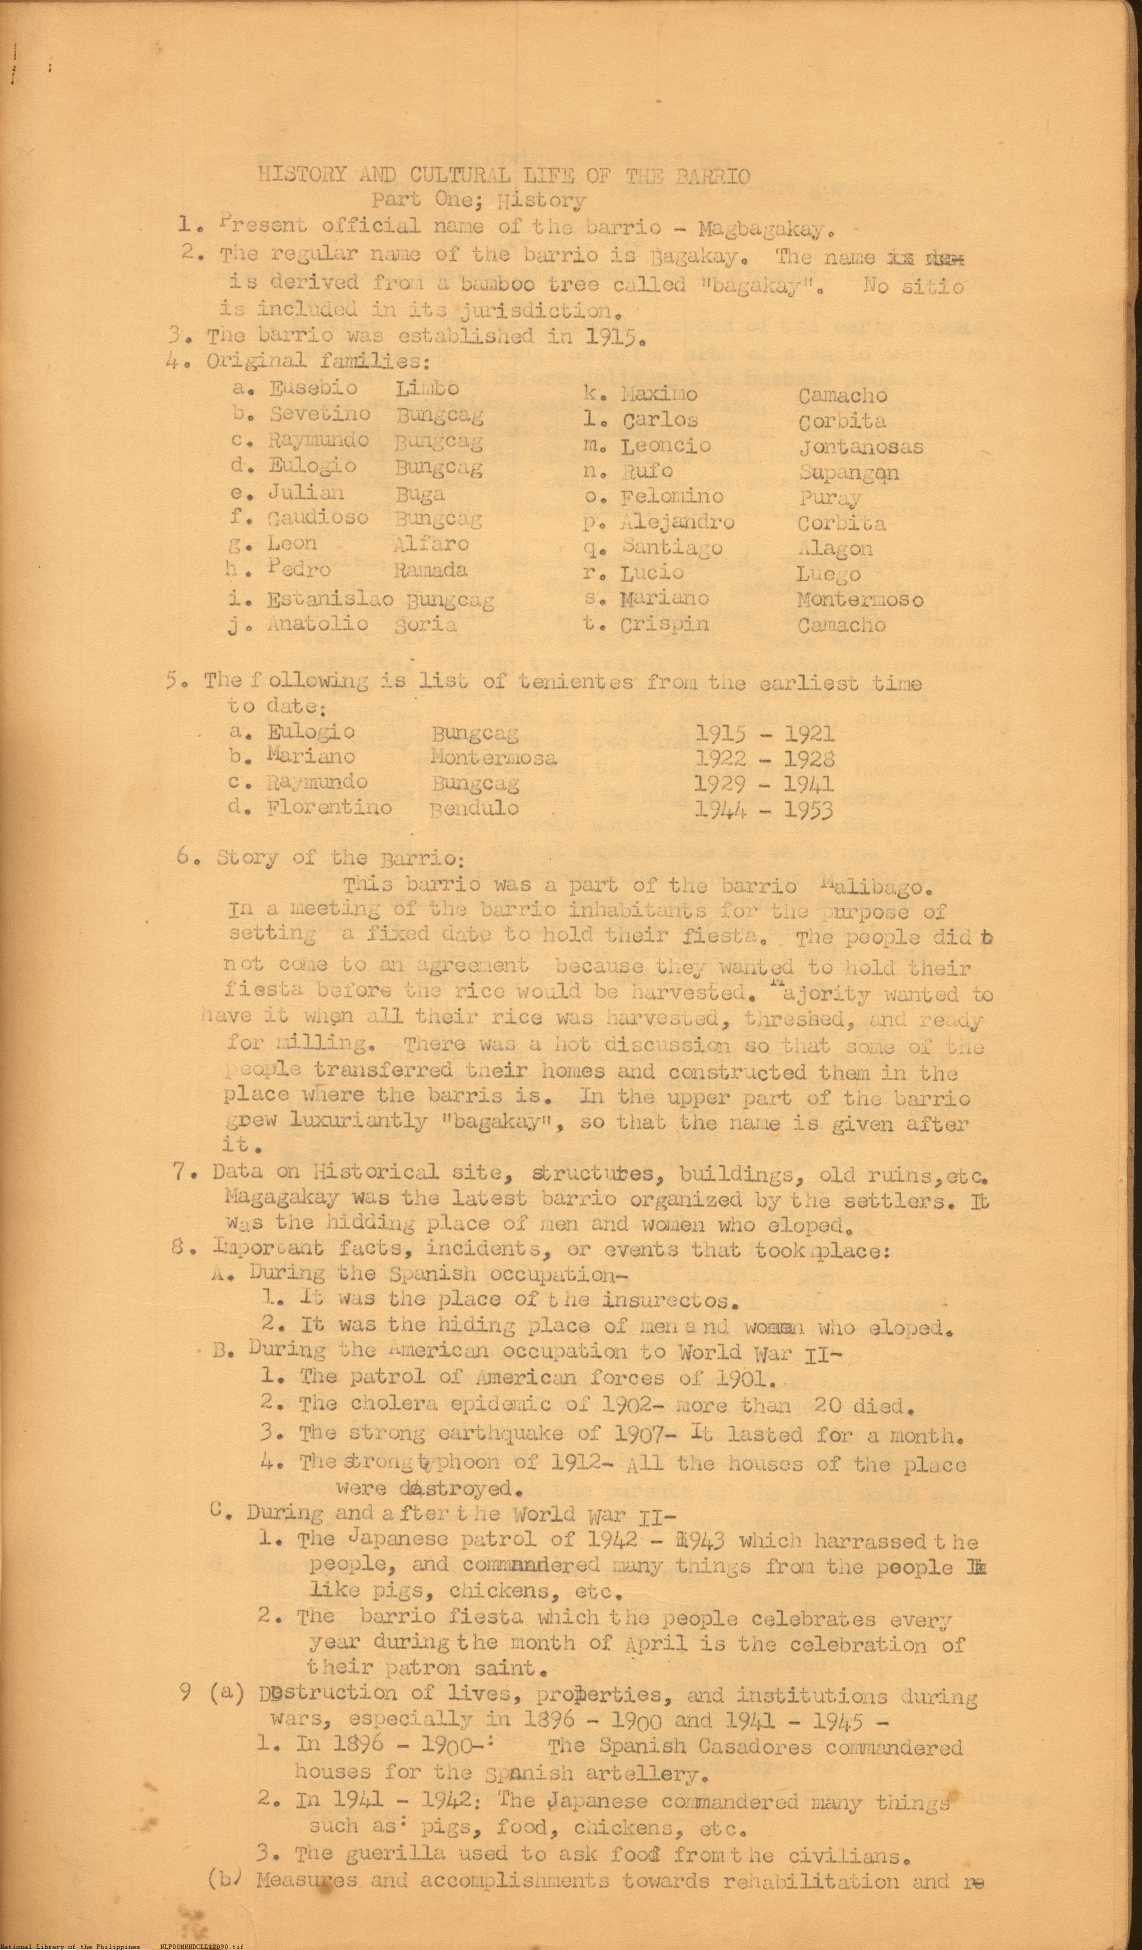 HISTORY AND CULTURAL LIFE OF THE BARRIO
Part One; History
1. Present official name of the barrio - Magbagakay.
2. The regular name of the barrio is Bagakay. The name is
is derived from a bamboo tree called "bagakay". No sitio
is included in its jurisdiction.
3. The barrio was established in 1915.
4. Original families:
a. Eusebio Limbo k. Maximo Camacho
b. Sevetino Bungcag l. Carlos Corbita
c. Raymundo Bungcag m. Leoncio Jontanosas
d. Eulogio Bungcag n. Rufo Supangan
e. Julian Buga o. Felomino Puray
f. Gaudioso Bungcag p. Alejandro Corbita
g. Leon Alfaro q. Santiago Alagon
h. Pedro Ramada r. Lucio Luego
i. Estanislao Bungcag s. Mariano Montermoso
j. Anatolio Soria t. Crispin Camacho
5. The following is list of tenientes from the earliest time
to date:
a. Eulogio Bungcag 1915 - 1921
b. Mariano Montermosa 1922 - 1928
c. Raymundo Bungcag 1929 - 1941
d. Florentino Bendulo 1944 - 1953
6. Story of the Barrio:
This barrio was a part of the barrio Malibago.
In a meeting of the barrio inhabitants for the purpose of
setting a fixed date to hold their fiesta. The people did
not come to an agreement because they wanted to hold their
fiesta before the rice would be harvested. Majority wanted to
have it when all their rice was harvested, threshed, and ready
for milling. There was a hot discussion so that some of the
people transferred their homes and constructed them in the
place where the barris is. In the upper part of the barrio
grew luxuriantly "bagakay", so that the name is given after
it.
7. Data on Historical site, structures, buildings, old ruins,etc.
Magagakay was the latest barrio organized by the settlers. It
was the hidding place of men and women who eloped.
8. Important facts, incidents, or events that took place:
A. During the Spanish occupation-
1. It was the place of the insurectos.
2. It was the hiding place of men and women who eloped.
B. During the American occupation to World War II-
1. The patrol of American forces of 1901.
2. The cholera epidemic of 1902- more than 20 died.
3. The strong earthquake of 1907- It lasted for a month.
4. The strong typhoon of 1912- All the houses of the place
were destroyed.
C. During and after the World War II-
1. The Japanese patrol of 1942 - 1943 which harrassed the
people, and commandered many things from the people
like pigs, chickens, etc.
2. The barrio fiesta which the people celebrates every
year during the month of April is the celebration of
their patron saint.
9 (a) Destruction of lives, properties, and institutions during
wars, especially in 1896 - 1900 and 1941 - 1945 -
1. In 1896 - 1900-: The Spanish Casadores commandered
houses for the Spanish artellery.
2. In 1941 - 1942: The Japanese commandered many things
such as: pigs, food, chickens, etc.
3. The guerilla used to ask food from the civilians.
(b) Measures and accomplishments towards rehabilitation and re
National Library of the Philippines